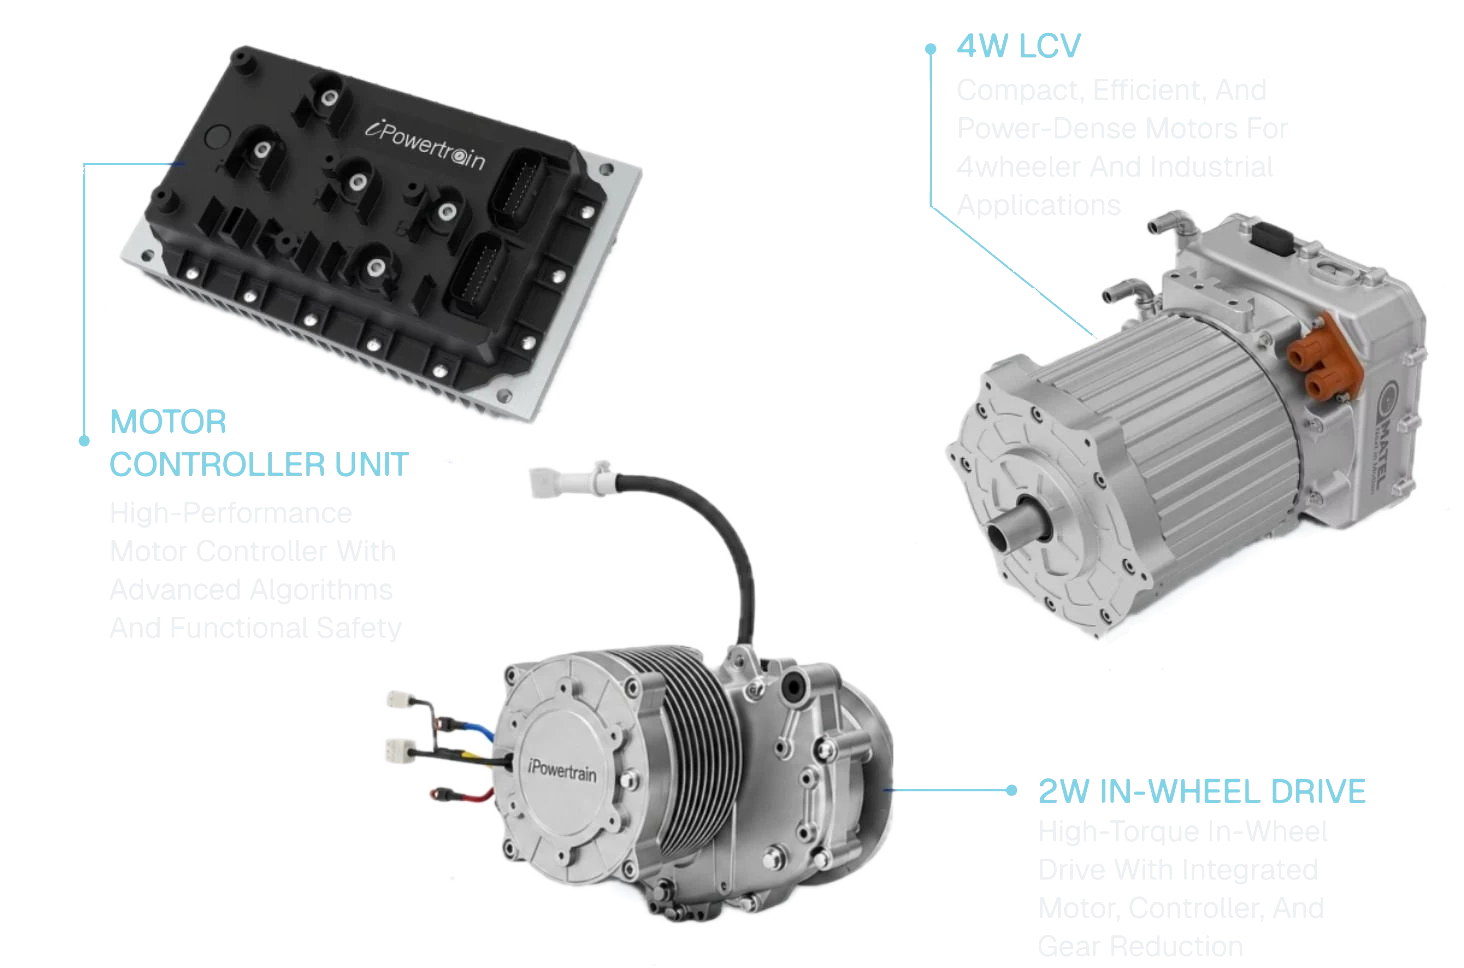 iPowertrain
MOTOR
CONTROLLER UNIT
High-Performance
Motor Controller With
Advanced Algorithms
And Functional Safety
4W LCV
Compact, Efficient, And
Power-Dense Motors For
4wheeler And Industrial
Applications
MATEL
iPowertrain
2W IN-WHEEL DRIVE
High-Torque In-Wheel
Drive With Integrated
Motor, Controller, And
Gear Reduction